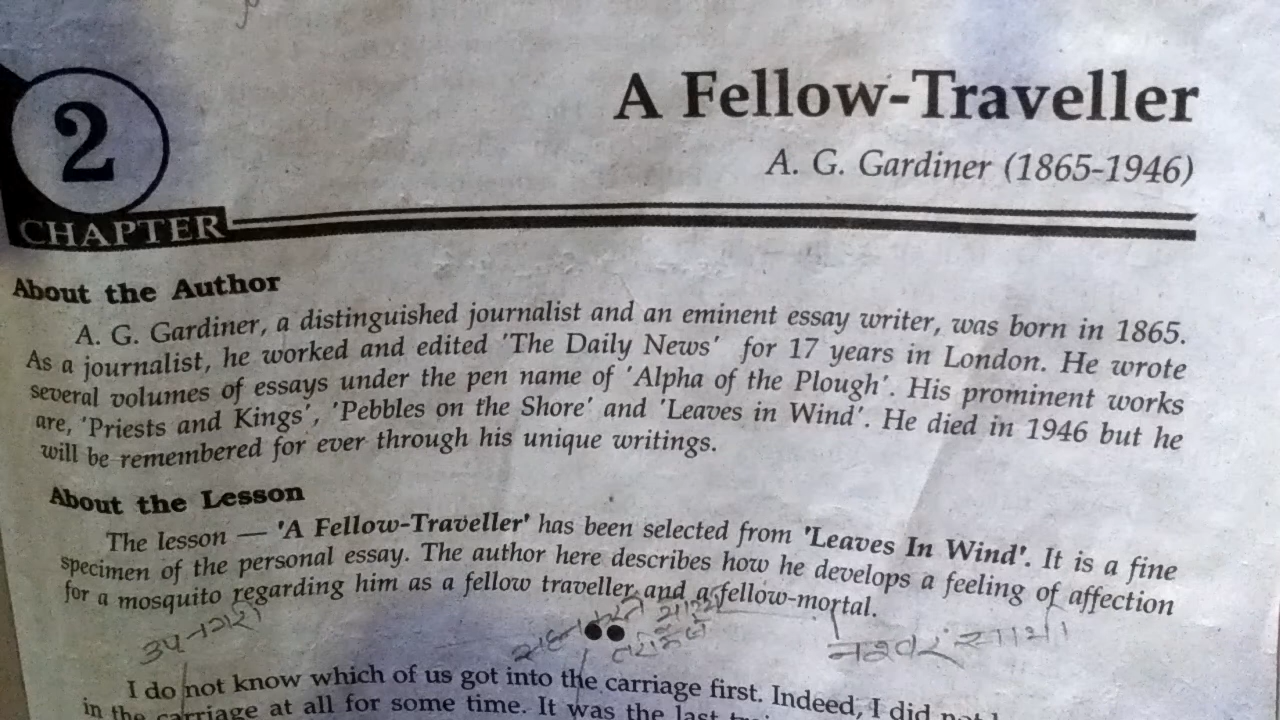 2
CHAPTER
A Fellow-Traveller
A. G. Gardiner (1865-1946)
About the Author
A. G. Gardiner, a distinguished journalist and an eminent essay writer, was born in 1865.
As a journalist, he worked and edited 'The Daily News' for 17 years in London. He wrote
several volumes of essays under the pen name of 'Alpha of the Plough'. His prominent works
are, 'Priests and Kings', 'Pebbles on the Shore' and 'Leaves in Wind'. He died in 1946 but he
will be remembered for ever through his unique writings.
About the Lesson
The lesson — 'A Fellow-Traveller' has been selected from 'Leaves In Wind'. It is a fine
specimen of the personal essay. The author here describes how he develops a feeling of affection
for a mosquito regarding him as a fellow traveller and a fellow-mortal.
नश्वर
I do not know which of us got into the carriage first. Indeed, I did
in the carriage at all for some time. It was the last